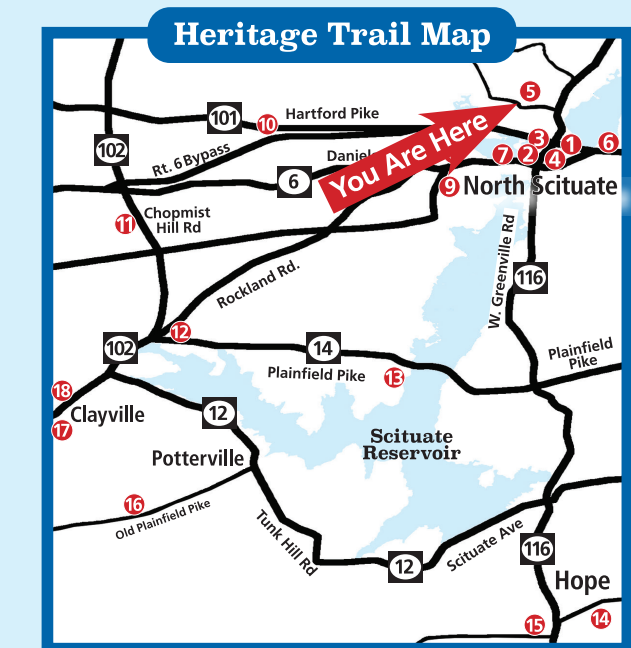 Heritage Trail Map
5
101
10
Hartford Pike
102
Rt. 6 Bypass
6
Daniel
You Are Here
3
7
2
1
4
6
9
North Scituate
11
Chopmist
Hill Rd
Rockland Rd.
W. Greenville Rd
116
102
12
14
Plainfield Pike
13
Plainfield
Pike
18
Clayville
17
12
Scituate
Reservoir
Potterville
16
Old Plainfield Pike
Tunk Hill Rd
12
Scituate Ave
116
Hope
15
14